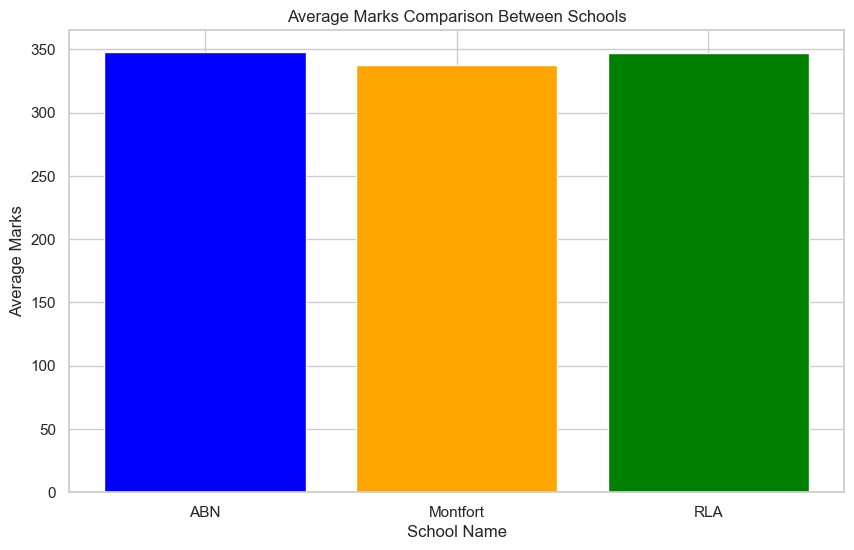 Average Marks Comparison Between Schools
350
300
250
200
150
100
50
0
Average Marks
ABN
Montfort
RLA
School Name